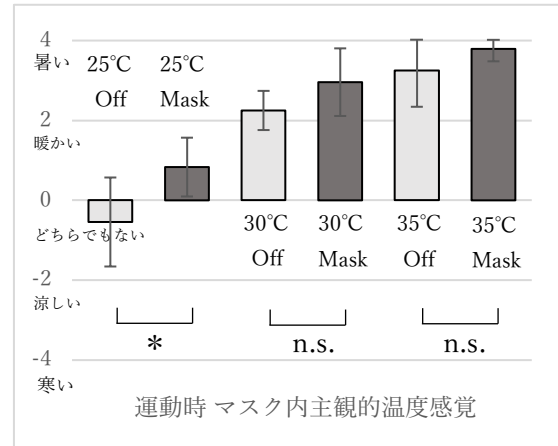 4
暑い
25℃ 25℃
Off Mask
2
暖かい
0
どちらでもない
30℃ 30℃ 35℃ 35℃
Off Mask Off Mask
-2
涼しい
* n.s. n.s.
-4
寒い
運動時 マスク内主観的温度感覚